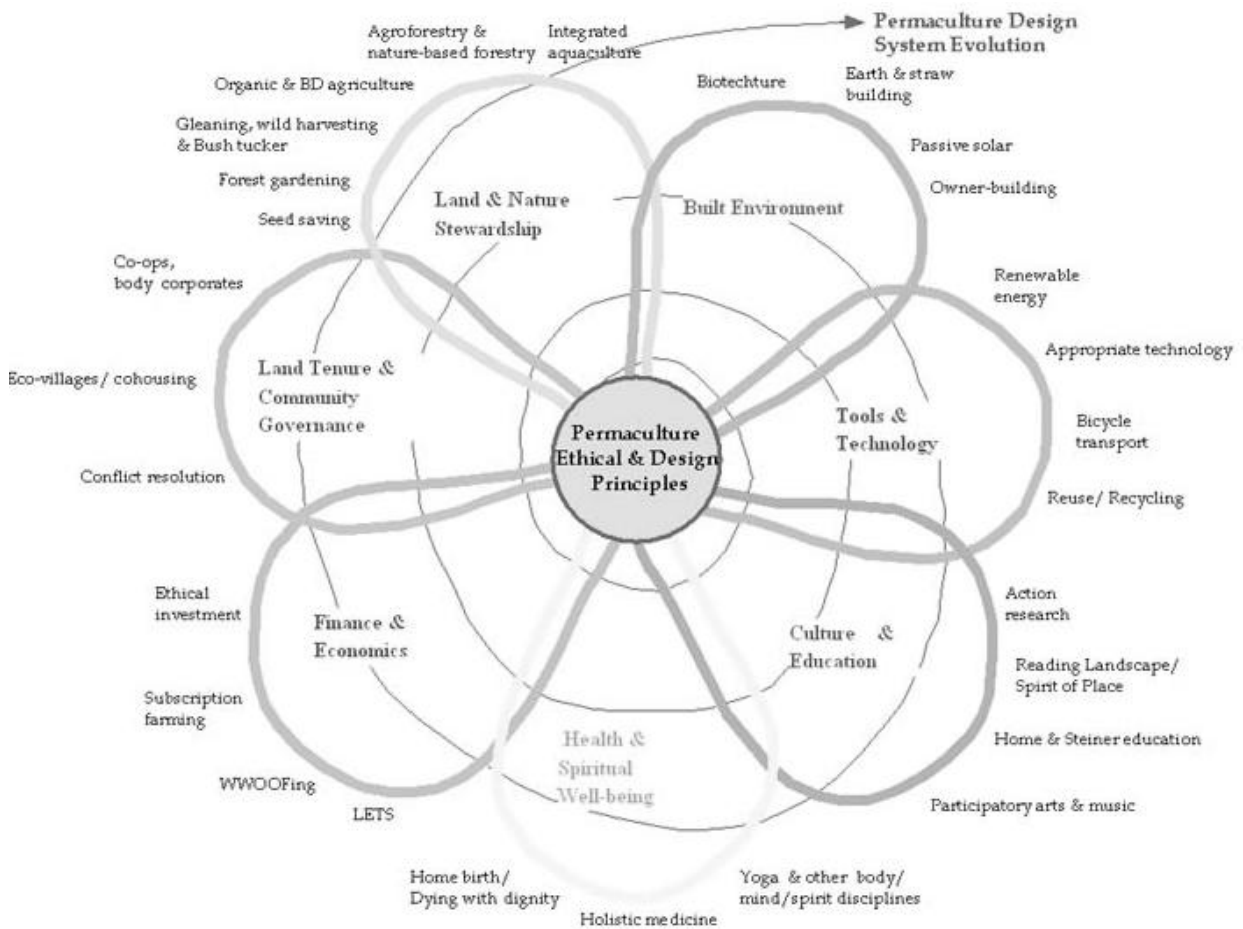 Permaculture Design
System Evolution
Agroforestry &
nature-based forestry
Integrated
aquaculture
Organic & BD agriculture
Gleaning, wild harvesting
& Bush tucker
Forest gardening
Seed saving
Land & Nature
Stewardship
Biotechture
Earth & straw
building
Passive solar
Owner-building
Built Environment
Renewable
energy
Appropriate technology
Bicycle
transport
Reuse/ Recycling
Tools &
Technology
Action
research
Reading Landscape/
Spirit of Place
Home & Steiner education
Participatory arts & music
Culture &
Education
Yoga & other body/
mind/spirit disciplines
Holistic medicine
Home birth/
Dying with dignity
Health &
Spiritual
Well-being
LETS
WWOOFing
Subscription
farming
Ethical
investment
Finance &
Economics
Conflict resolution
Eco-villages/ cohousing
Co-ops,
body corporates
Land Tenure &
Community
Governance
Permaculture
Ethical & Design
Principles